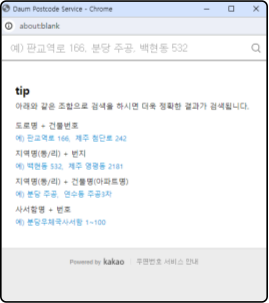 Daum Postcode Service - Chrome
about:blank
예) 판교역로 166, 분당 주공, 백현동 532
tip
아래와 같은 조합으로 검색을 하시면 더욱 정확한 결과가 검색됩니다.
도로명 + 건물번호
예) 판교역로 166, 제주 첨단로 242
지역명(동/리) + 번지
예) 백현동 532, 제주 영평동 2181
지역명(동/리) + 건물명(아파트명)
예) 분당 주공, 연수동 주공3차
사서함명 + 번호
예) 분당우체국사서함 1~100
Powered by kakao 우편번호 서비스 안내